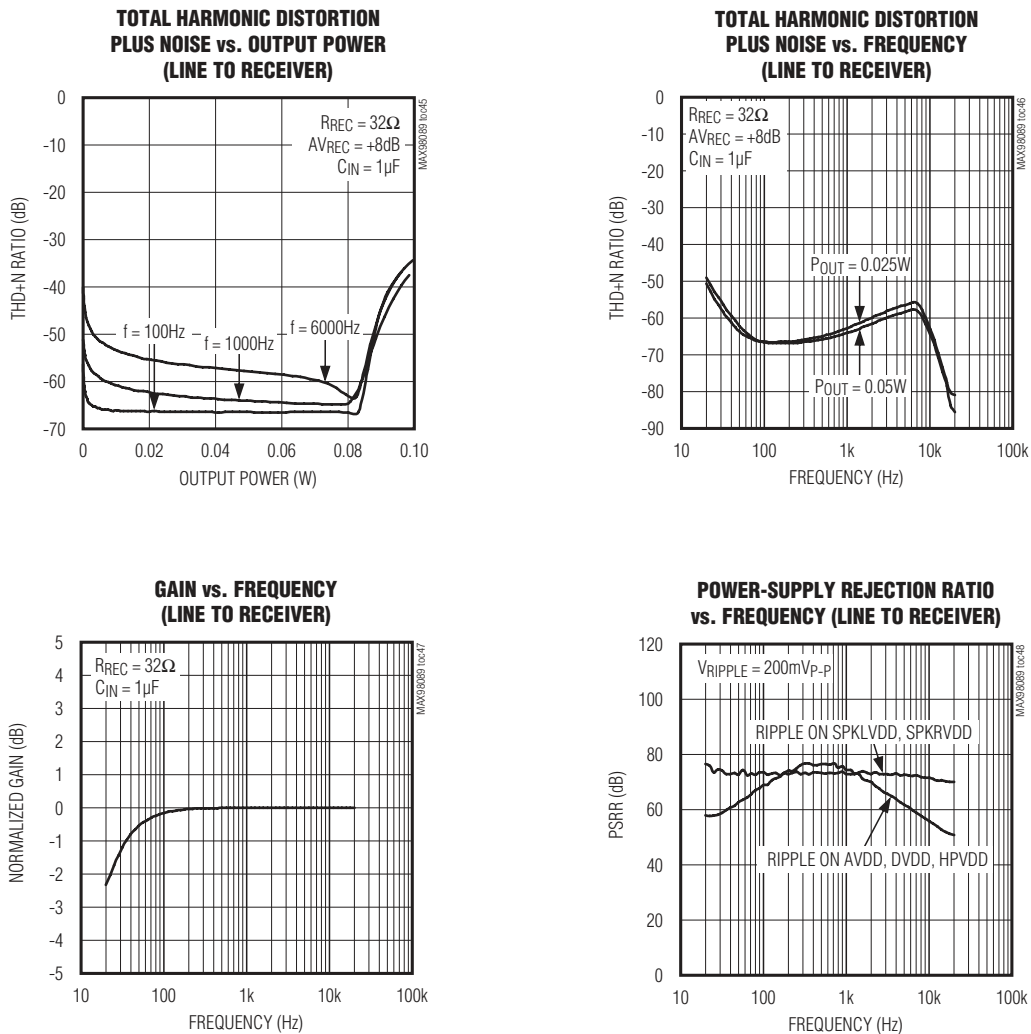 TOTAL HARMONIC DISTORTION
PLUS NOISE vs. OUTPUT POWER
(LINE TO RECEIVER)
THD+N RATIO (dB)
0
-10
-20
-30
-40
-50
-60
-70
RREC = 32Ω
AVREC = +8dB
CIN = 1µF
MAX98089 toc45
f = 100Hz
f = 1000Hz
f = 6000Hz
0
0.02
0.04
0.06
0.08
0.10
OUTPUT POWER (W)
TOTAL HARMONIC DISTORTION
PLUS NOISE vs. FREQUENCY
(LINE TO RECEIVER)
THD+N RATIO (dB)
0
-10
-20
-30
-40
-50
-60
-70
-80
-90
RREC = 32Ω
AVREC = +8dB
CIN = 1µF
MAX98089 toc46
POUT = 0.025W
POUT = 0.05W
10
100
1k
10k
100k
FREQUENCY (Hz)
GAIN vs. FREQUENCY
(LINE TO RECEIVER)
NORMALIZED GAIN (dB)
5
4
3
2
1
0
-1
-2
-3
-4
-5
RREC = 32Ω
CIN = 1µF
MAX98089 toc47
10
100
1k
10k
100k
FREQUENCY (Hz)
POWER-SUPPLY REJECTION RATIO
vs. FREQUENCY (LINE TO RECEIVER)
PSRR (dB)
120
100
80
60
40
20
0
VRIPPLE = 200mVP-P
MAX98089 toc48
RIPPLE ON SPKLVDD, SPKRVDD
RIPPLE ON AVDD, DVDD, HPVDD
10
100
1k
10k
100k
FREQUENCY (Hz)